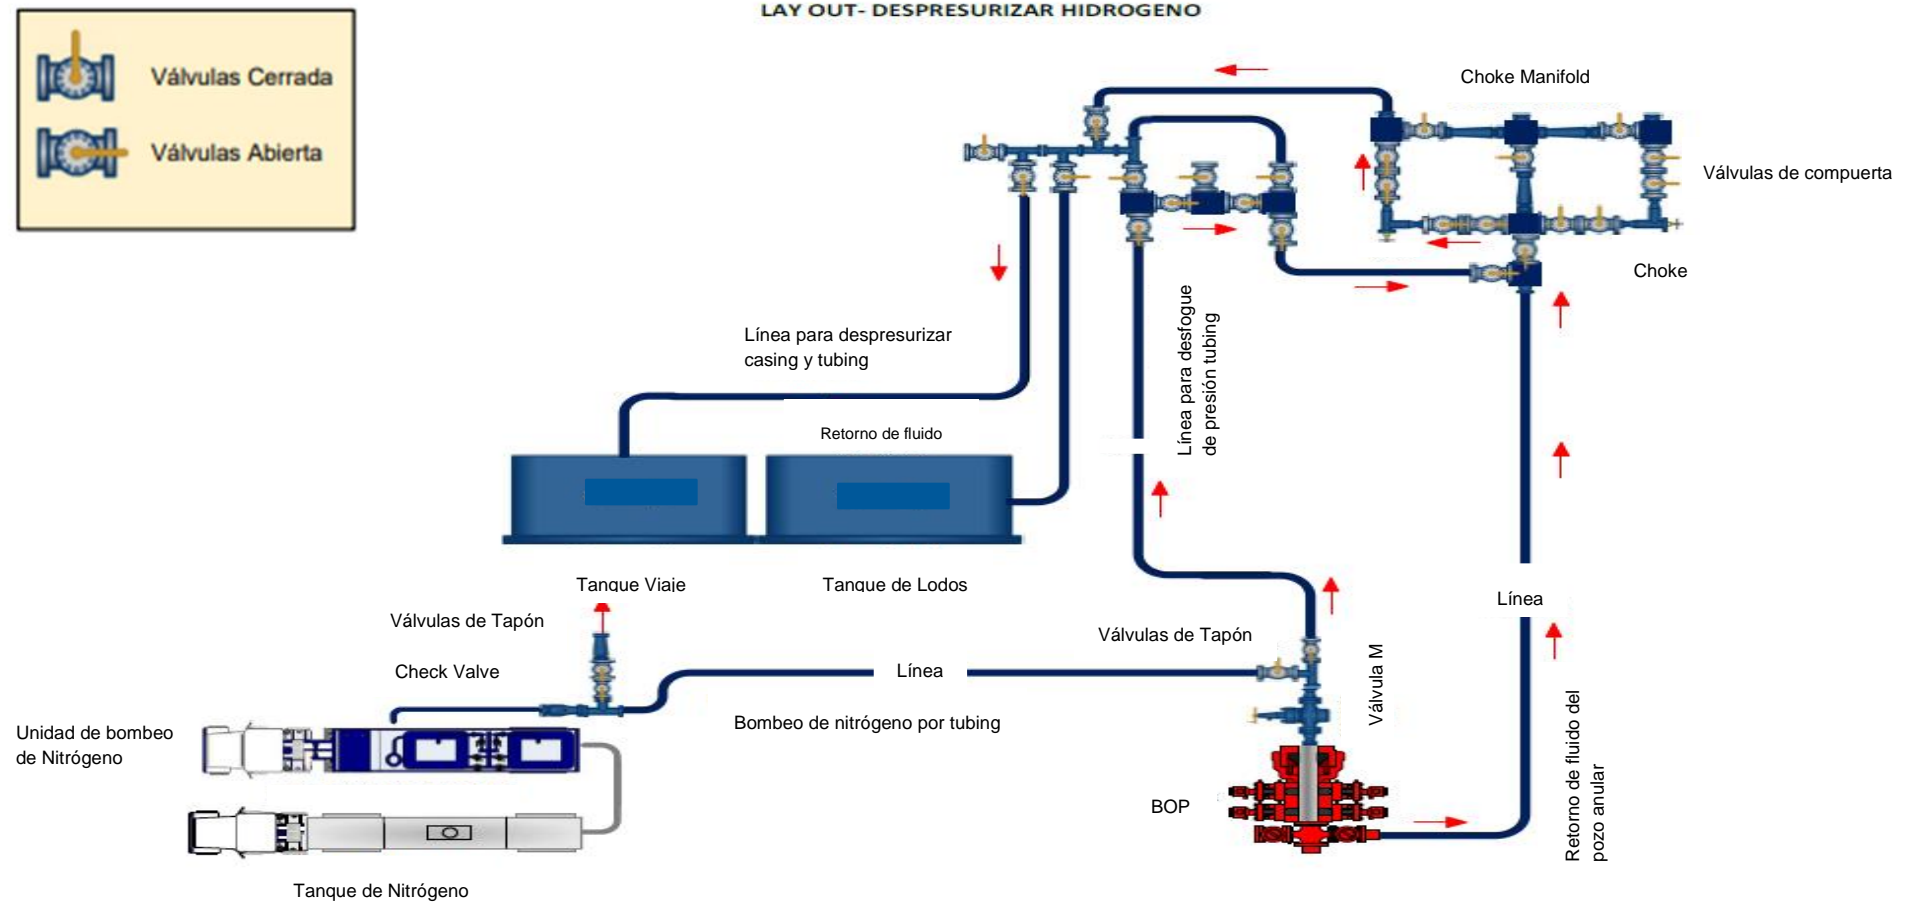 LAY OUT- DESPRESURIZAR HIDROGENO
Válvulas Cerrada
Válvulas Abierta
Choke Manifold
Válvulas de compuerta
Choke
Línea para despresurizar
casing y tubing
Línea para desfogue
de presión tubing
Retorno de fluido
Tanque Viaje
Tanque de Lodos
Línea
Válvulas de Tapón
Válvulas de Tapón
Check Valve
Línea
Válvula M
Bombeo de nitrógeno por tubing
Unidad de bombeo
de Nitrógeno
BOP
Retorno de fluido del
pozo anular
Tanque de Nitrógeno